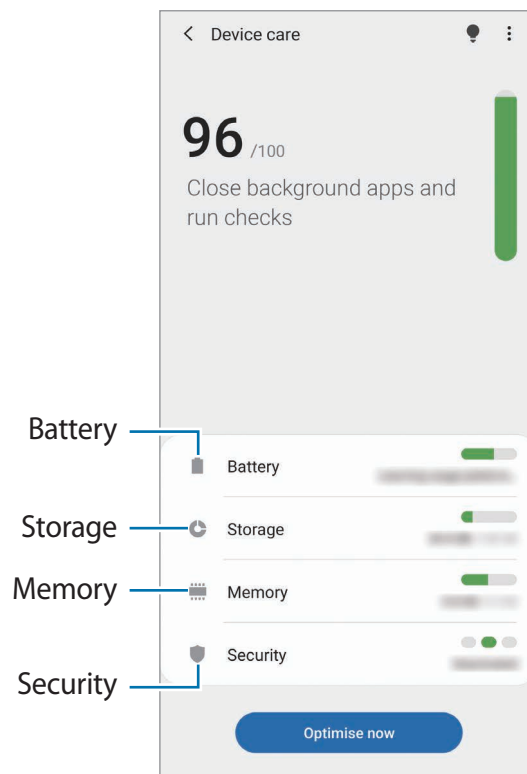 Device care
96 /100
Close background apps and
run checks
Battery
Battery
Storage
Storage
Memory
Memory
Security
Security
Optimise now